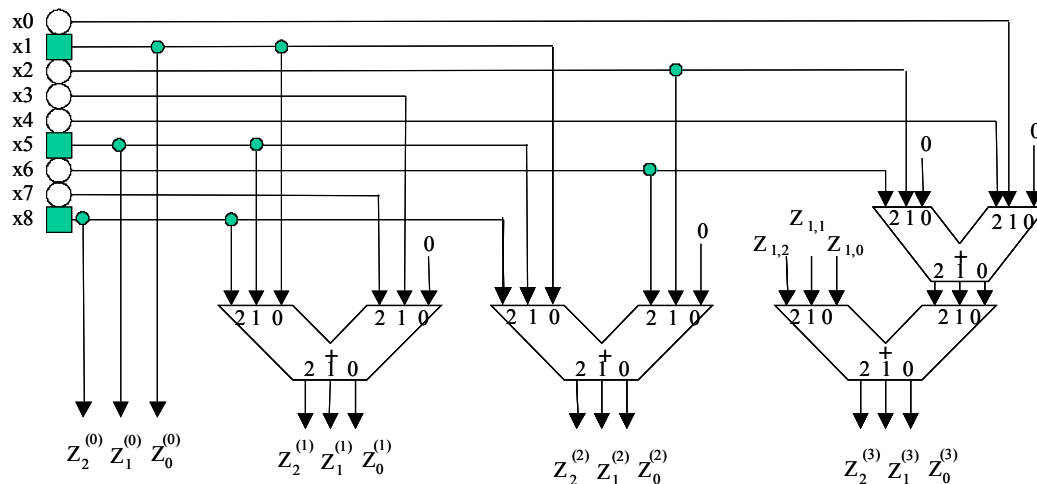 x0
x1
x2
x3
x4
x5
x6
x7
x8
0 0
2 1 0 2 1 0
+
2 1 0
Z1,2 Z1,1 Z1,0
0 0
2 1 0 2 1 0
+
2 1 0
2 1 0 2 1 0
+
2 1 0
2 1 0 2 1 0
+
2 1 0
Z2(0) Z1(0) Z0(0)
Z2(1) Z1(1) Z0(1)
Z2(2) Z1(2) Z0(2)
Z2(3) Z1(3) Z0(3)